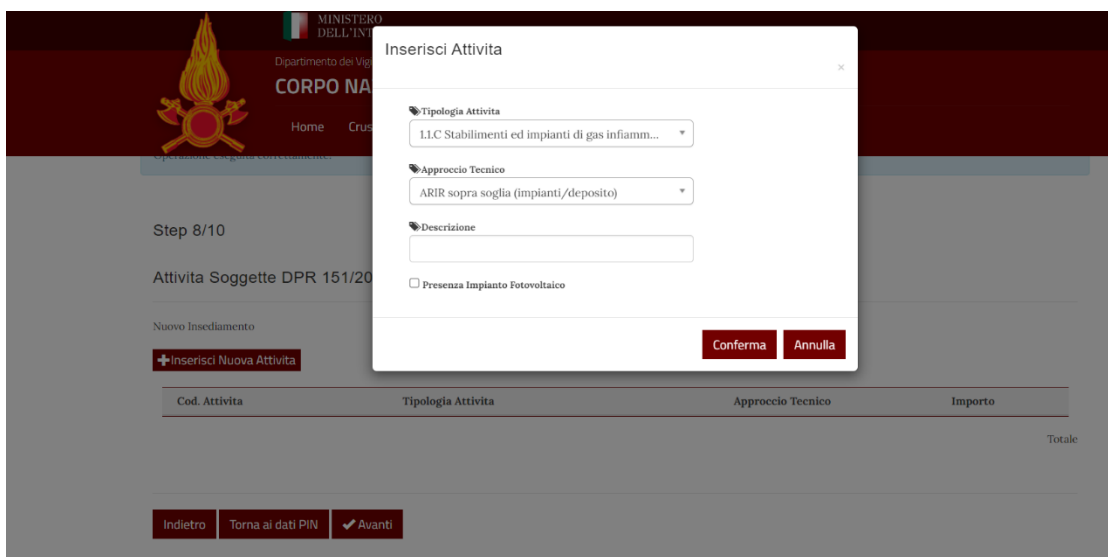 MINISTERO
DELL'INT
Dipartimento dei Vig
CORPO NA
Home Crus
Operazione eseguita correttamente.
Inserisci Attivita
×
Tipologia Attivita
1.1.C Stabilimenti ed impianti di gas infiamm...
Approccio Tecnico
ARIR sopra soglia (impianti/deposito)
Descrizione
Presenza Impianto Fotovoltaico
Conferma Annulla
Step 8/10
Attivita Soggette DPR 151/20
Nuovo Insediamento
Inserisci Nuova Attivita
Cod. Attivita Tipologia Attivita Approccio Tecnico Importo
Totale
Indietro Torna ai dati PIN Avanti